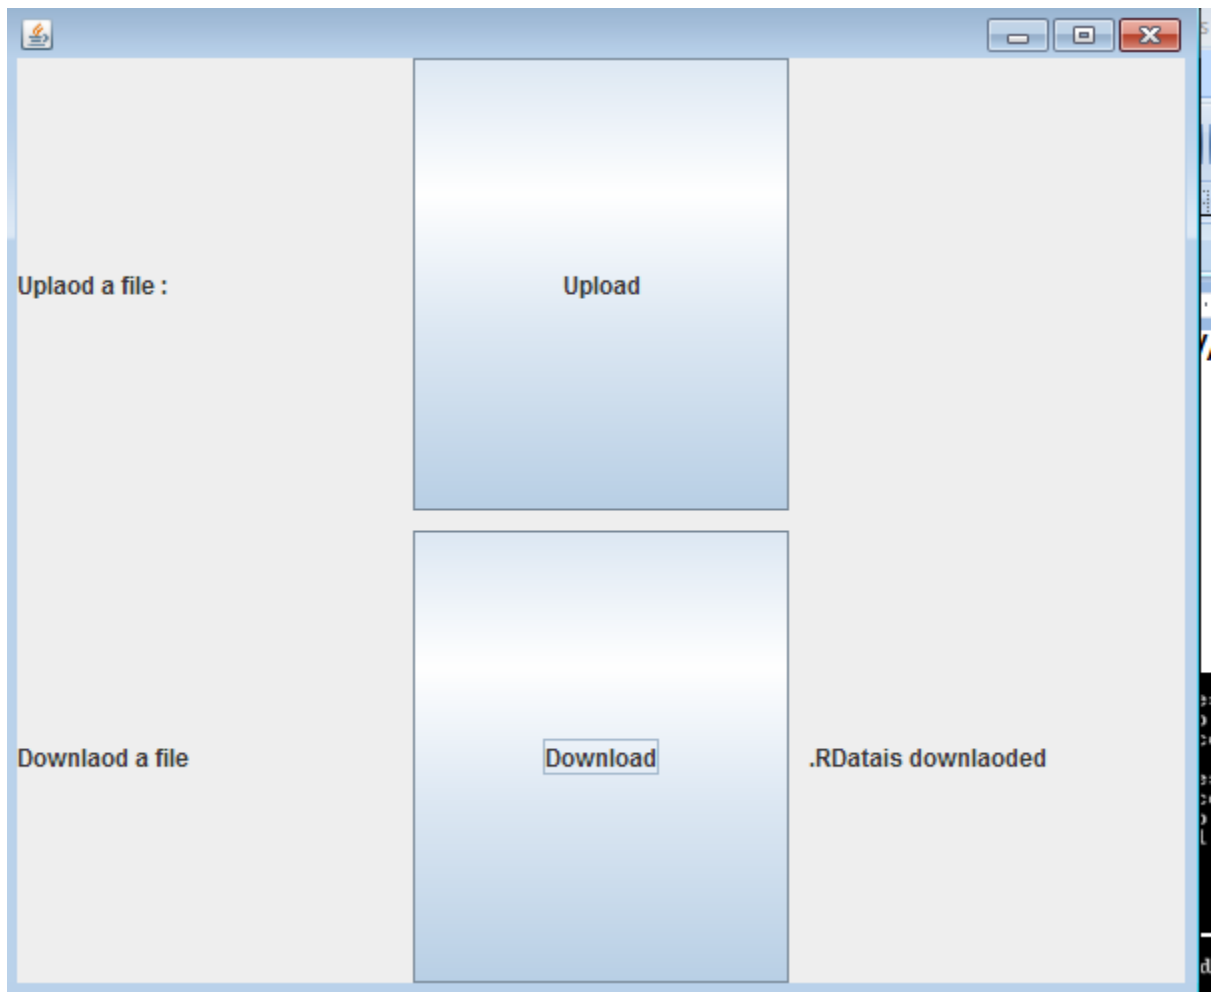 Uplaod a file :
Upload
Downlaod a file
Download
.RDatais downlaoded